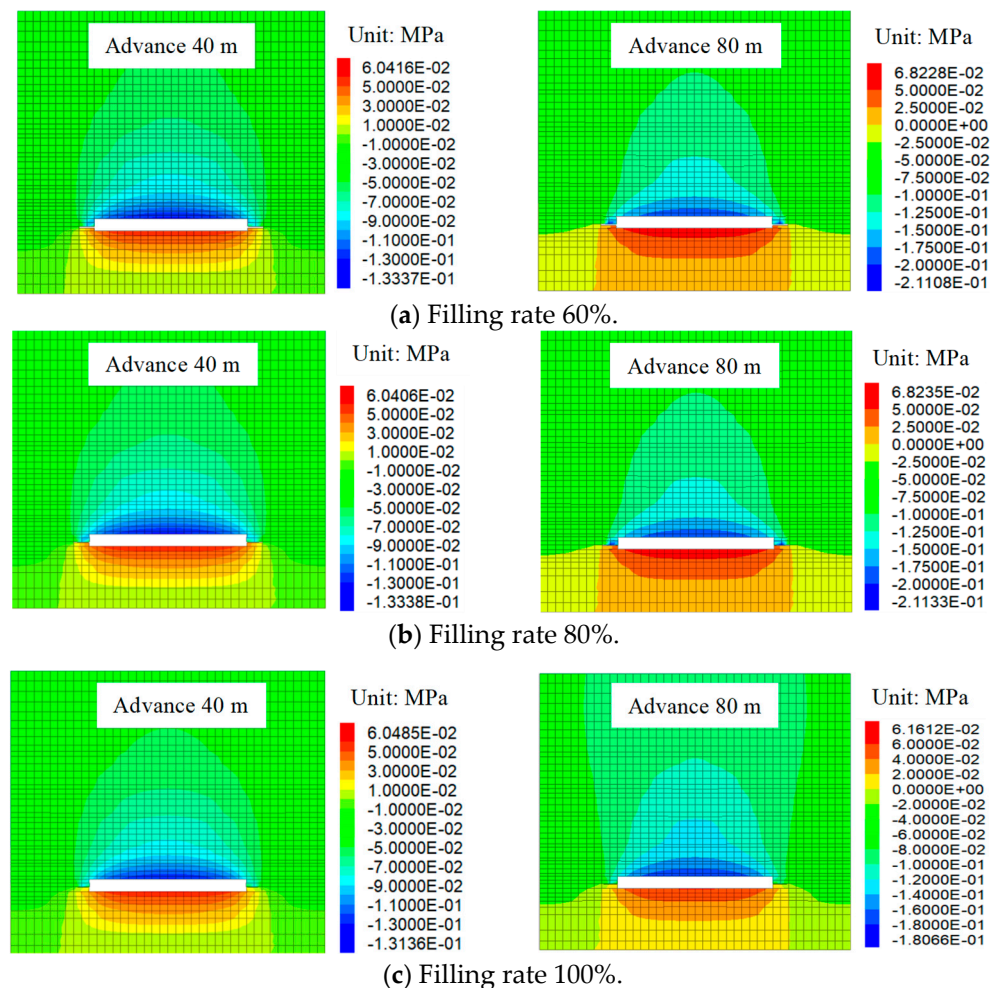 Advance 40 m
Unit: MPa
6.0416E-02
5.0000E-02
3.0000E-02
1.0000E-02
-1.0000E-02
-3.0000E-02
-5.0000E-02
-7.0000E-02
-9.0000E-02
-1.1000E-01
-1.3000E-01
-1.3337E-01
Advance 80 m
Unit: MPa
6.8228E-02
5.0000E-02
2.5000E-02
0.0000E+00
-2.5000E-02
-5.0000E-02
-7.5000E-02
-1.0000E-01
-1.2500E-01
-1.5000E-01
-1.7500E-01
-2.0000E-01
-2.1108E-01
(a) Filling rate 60%.
Advance 40 m
Unit: MPa
6.0406E-02
5.0000E-02
3.0000E-02
1.0000E-02
-1.0000E-02
-3.0000E-02
-5.0000E-02
-7.0000E-02
-9.0000E-02
-1.1000E-01
-1.3000E-01
-1.3338E-01
Advance 80 m
Unit: MPa
6.8235E-02
5.0000E-02
2.5000E-02
0.0000E+00
-2.5000E-02
-5.0000E-02
-7.5000E-02
-1.0000E-01
-1.2500E-01
-1.5000E-01
-1.7500E-01
-2.0000E-01
-2.1133E-01
(b) Filling rate 80%.
Advance 40 m
Unit: MPa
6.0485E-02
5.0000E-02
3.0000E-02
1.0000E-02
-1.0000E-02
-3.0000E-02
-5.0000E-02
-7.0000E-02
-9.0000E-02
-1.1000E-01
-1.3000E-01
-1.3136E-01
Advance 80 m
Unit: MPa
6.1612E-02
6.0000E-02
4.0000E-02
2.0000E-02
0.0000E+00
-2.0000E-02
-4.0000E-02
-6.0000E-02
-8.0000E-02
-1.0000E-01
-1.2000E-01
-1.4000E-01
-1.6000E-01
-1.8000E-01
-1.8066E-01
(c) Filling rate 100%.